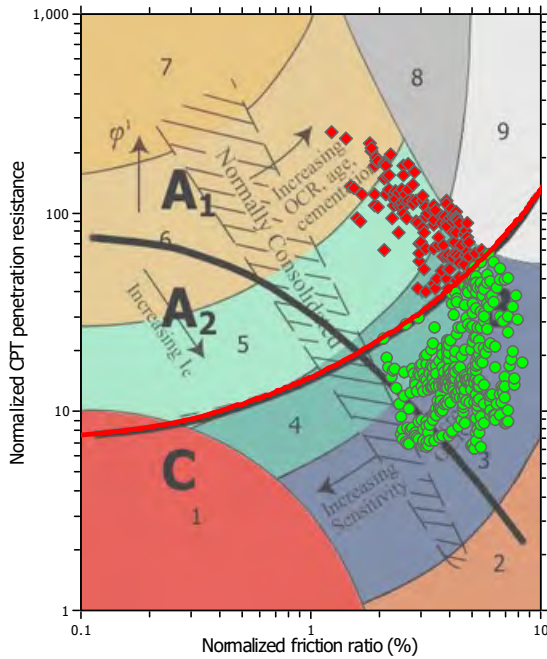 1,000
7
8
9
φ'
Increasing
OCR, age,
cementation
Normally Consolidated
A1
100
6
A2
Increasing Ic
5
4
10
C
3
1
Increasing
Sensitivity
2
1
0.1
1
10
Normalized friction ratio (%)
Normalized CPT penetration resistance